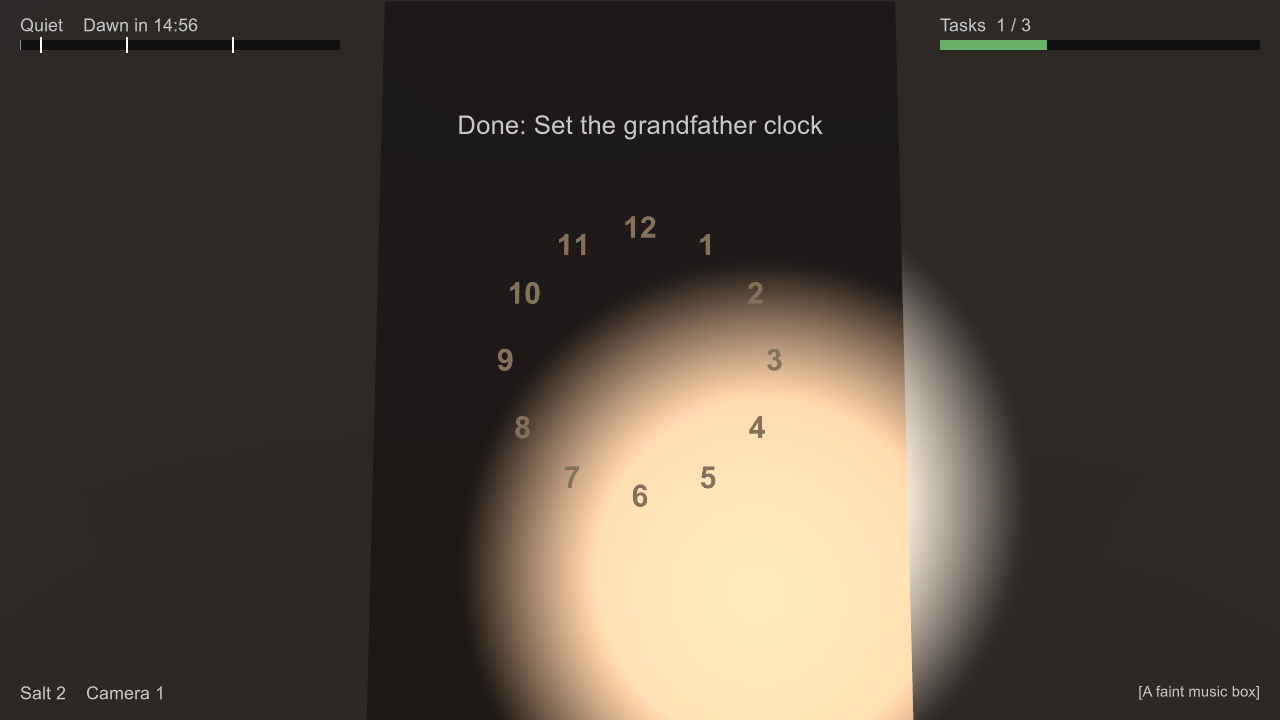 Quiet Dawn in 14:56
Tasks 1 / 3
Done: Set the grandfather clock
12
11
1
10
2
9
3
8
4
7
5
6
Salt 2 Camera 1
[A faint music box]